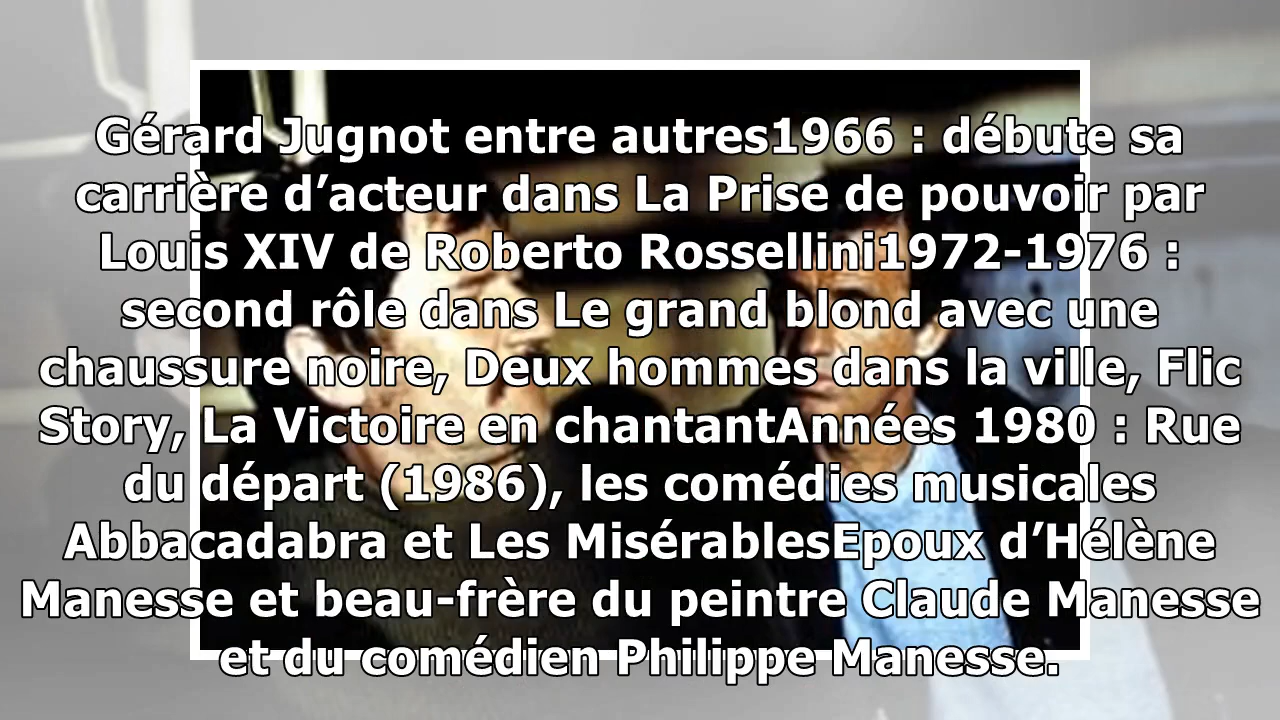 Gérard Jugnot entre autres1966 : débute sa
carrière d’acteur dans La Prise de pouvoir par
Louis XIV de Roberto Rossellini1972-1976 :
second rôle dans Le grand blond avec une
chaussure noire, Deux hommes dans la ville, Flic
Story, La Victoire en chantantAnnées 1980 : Rue
du départ (1986), les comédies musicales
Abbacadabra et Les MisérablesEpoux d’Hélène
Manesse et beau-frère du peintre Claude Manesse
et du comédien Philippe Manesse.